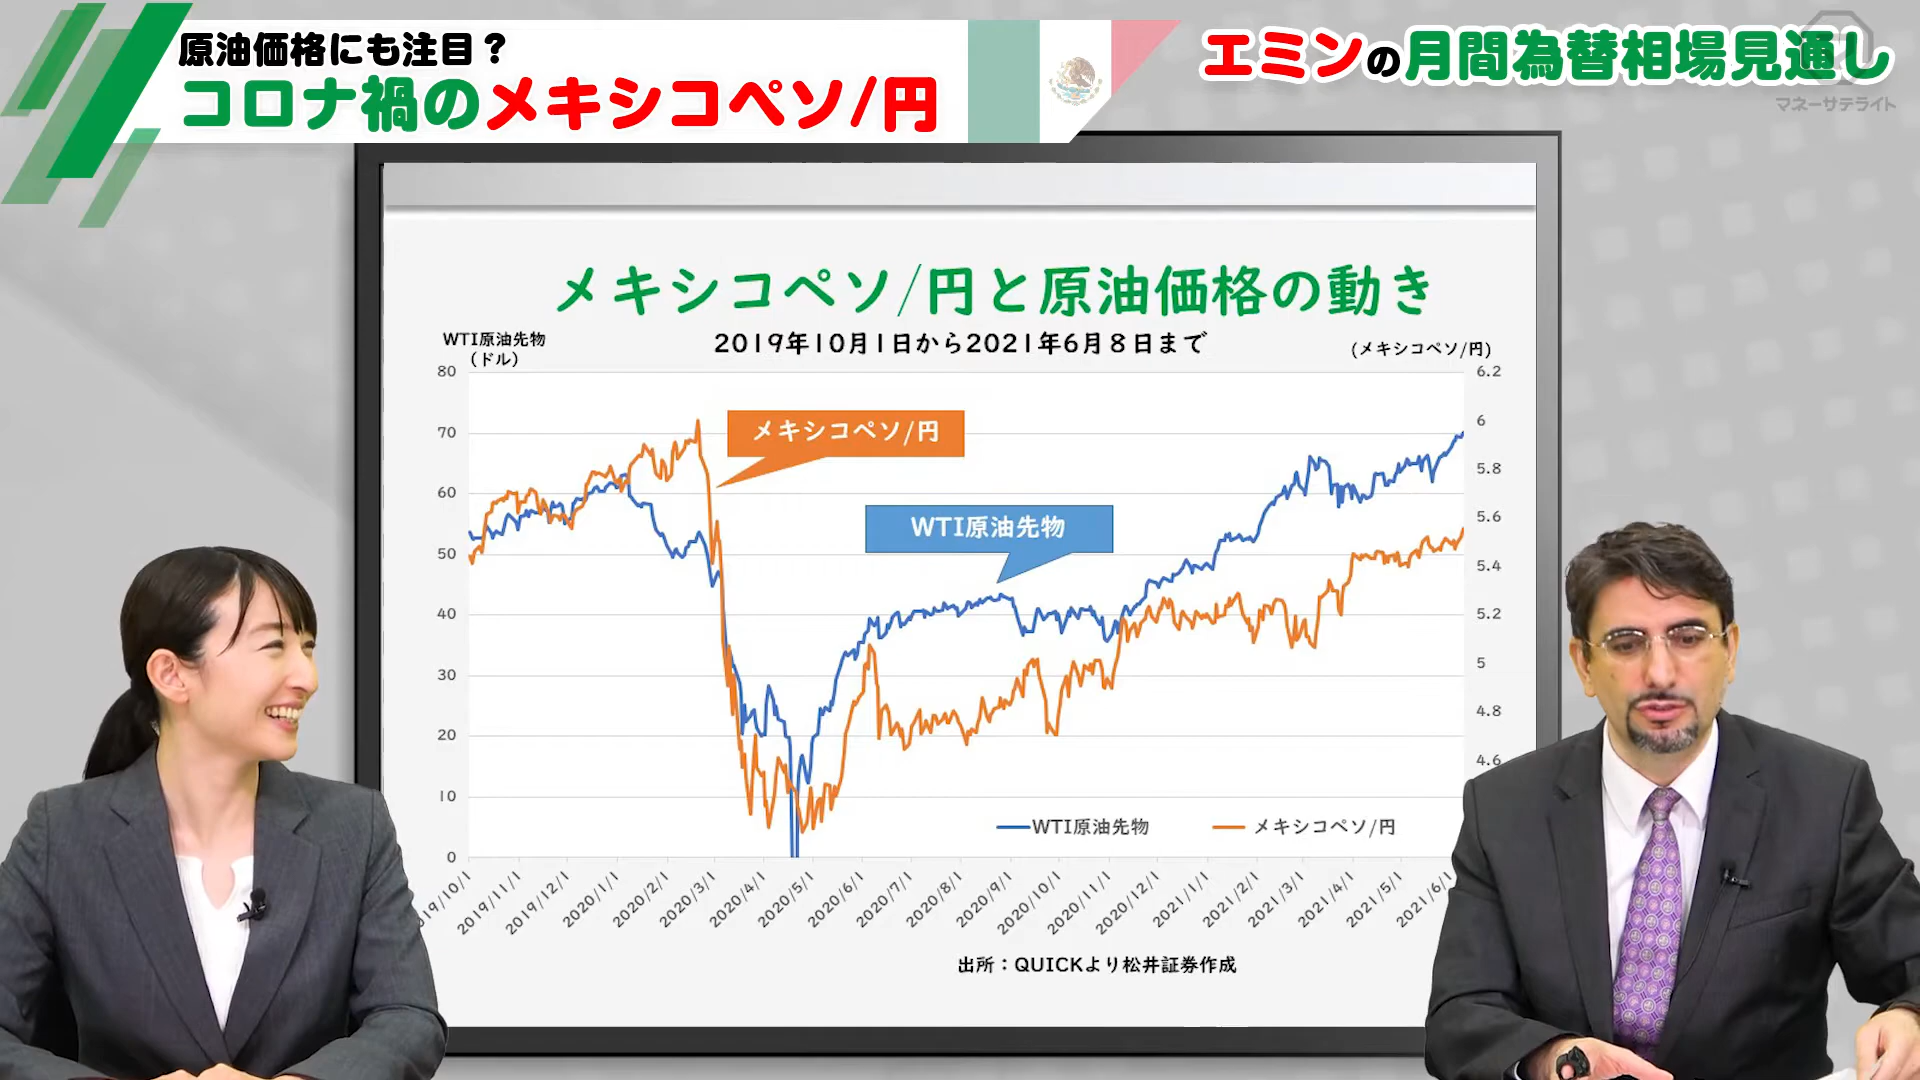 原油価格にも注目？
コロナ禍のメキシコペソ/円
エミンの月間為替相場見通し
マネーサテライト
メキシコペソ/円と原油価格の動き
2019年10月1日から2021年6月８日まで
WTI原油先物
（ドル）
(メキシコペソ/円)
80
70
60
50
40
30
20
10
0
6.2
6
5.8
5.6
5.4
5.2
5
4.8
4.6
メキシコペソ/円
WTI原油先物
WTI原油先物
メキシコペソ/円
19/10/1
2019/11/1
2019/12/1
2020/1/1
2020/2/1
2020/3/1
2020/4/1
2020/5/1
2020/6/1
2020/7/1
2020/8/1
2020/9/1
2020/10/1
2020/11/1
2020/12/1
2021/1/1
2021/2/1
2021/3/1
2021/4/1
2021/5/1
2021/6/1
出所：QUICKより松井証券作成